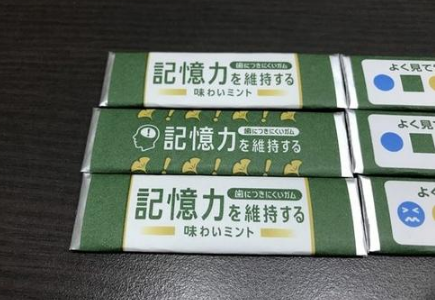 歯につきにくいガム
記憶力を維持する
味わいミント
よく見て
歯につきにくいガム
記憶力を維持する
よく見て
歯につきにくいガム
記憶力を維持する
味わいミント
よく